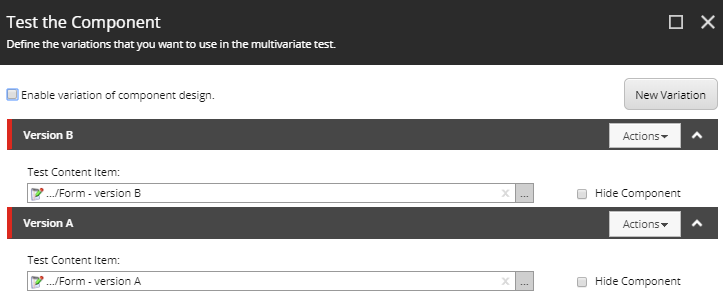 Test the Component
Define the variations that you want to use in the multivariate test.
Enable variation of component design.
New Variation
Version B
Actions
Test Content Item:
.../Form - version B
x
...
Hide Component
Version A
Actions
Test Content Item:
.../Form - version A
x
...
Hide Component